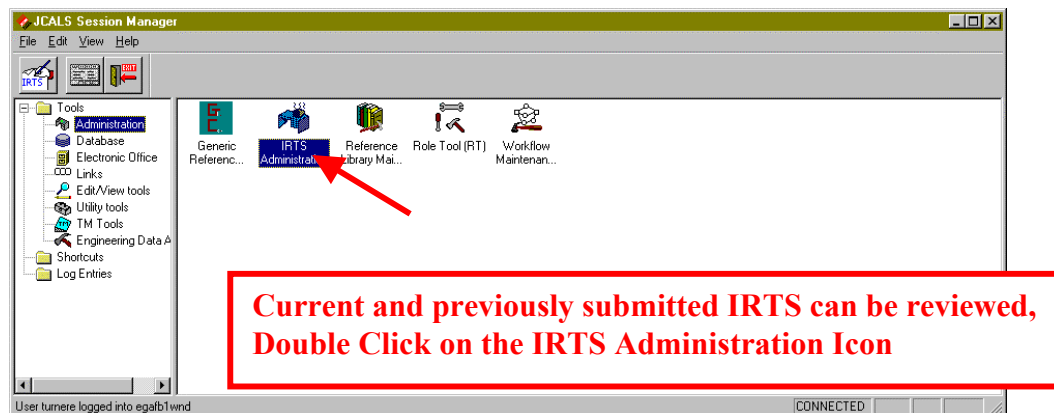 JCALS Session Manager
File Edit View Help
IRTS
EXIT
Tools
Administration
Database
Electronic Office
Links
Edit/View tools
Utility tools
TM Tools
Engineering Data A
Shortcuts
Log Entries
Generic Referenc...
IRTS Administrati
Reference Library Mai...
Role Tool (RT)
Workflow Maintenan...
Current and previously submitted IRTS can be reviewed,
Double Click on the IRTS Administration Icon
User turnere logged into egafb1wnd
CONNECTED